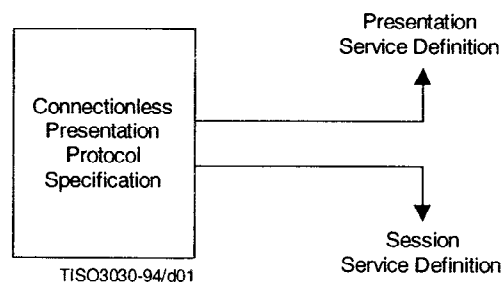 Presentation
Service Definition
Connectionless
Presentation
Protocol
Specification
Session
Service Definition
TISO3030-94/d01